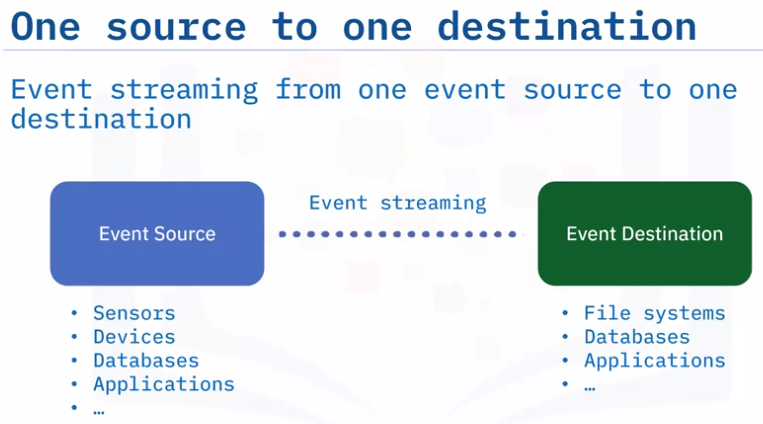 One source to one destination
Event streaming from one event source to one
destination
Event streaming
Event Source
Event Destination
• Sensors
• Devices
• Databases
• Applications
• …
• File systems
• Databases
• Applications
• …